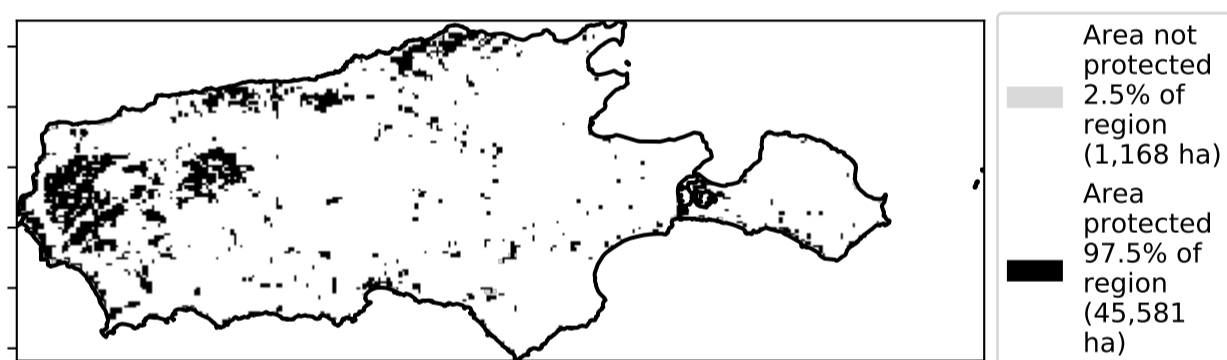 Area not
protected
2.5% of
region
(1,168 ha)
Area
protected
97.5% of
region
(45,581
ha)